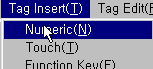 Tag Insert(T) Tag Edit(
Numeric(N)
Touch(T)
Function Key(F)